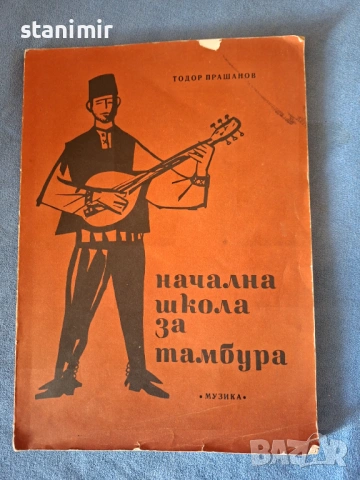 stanimir
ТОДОР ПРАШАНОВ
начална
школа
за
тамбура
• МУЗИКА •
BAZAR